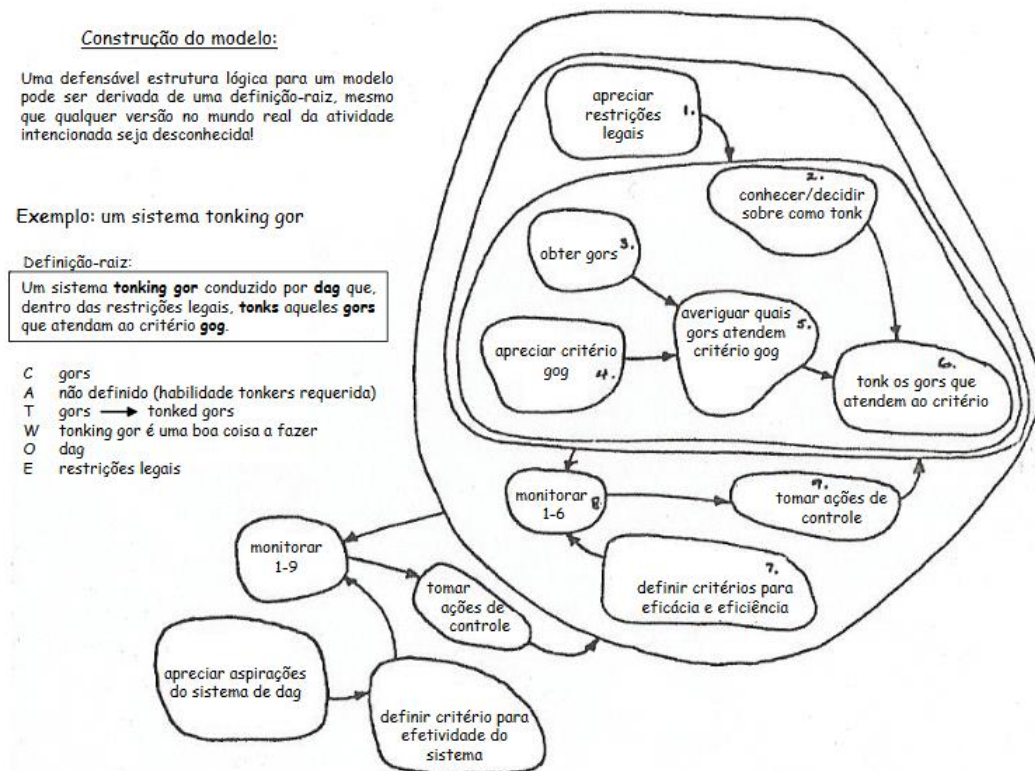 Construção do modelo:
Uma defensável estrutura lógica para um modelo
pode ser derivada de uma definição-raiz, mesmo
que qualquer versão no mundo real da atividade
intencionada seja desconhecida!
Exemplo: um sistema tonking gor
Definição-raiz:
Um sistema tonking gor conduzido por dag que,
dentro das restrições legais, tonks aqueles gors
que atendam ao critério gog.
C gors
A não definido (habilidade tonkers requerida)
T gors → tonked gors
W tonking gor é uma boa coisa a fazer
O dag
E restrições legais
apreciar
restrições
legais
1.
2.
conhecer/decidir
sobre como tonk
obter gors
3.
apreciar critério
gog
4.
averiguar quais
gors atendem
critério gog
5.
6.
tonk os gors que
atendem ao critério
monitorar
1-6
8.
9.
tomar ações de
controle
7.
definir critérios para
eficácia e eficiência
monitorar
1-9
tomar
ações de
controle
apreciar aspirações
do sistema de dag
definir critério para
efetividade do
sistema